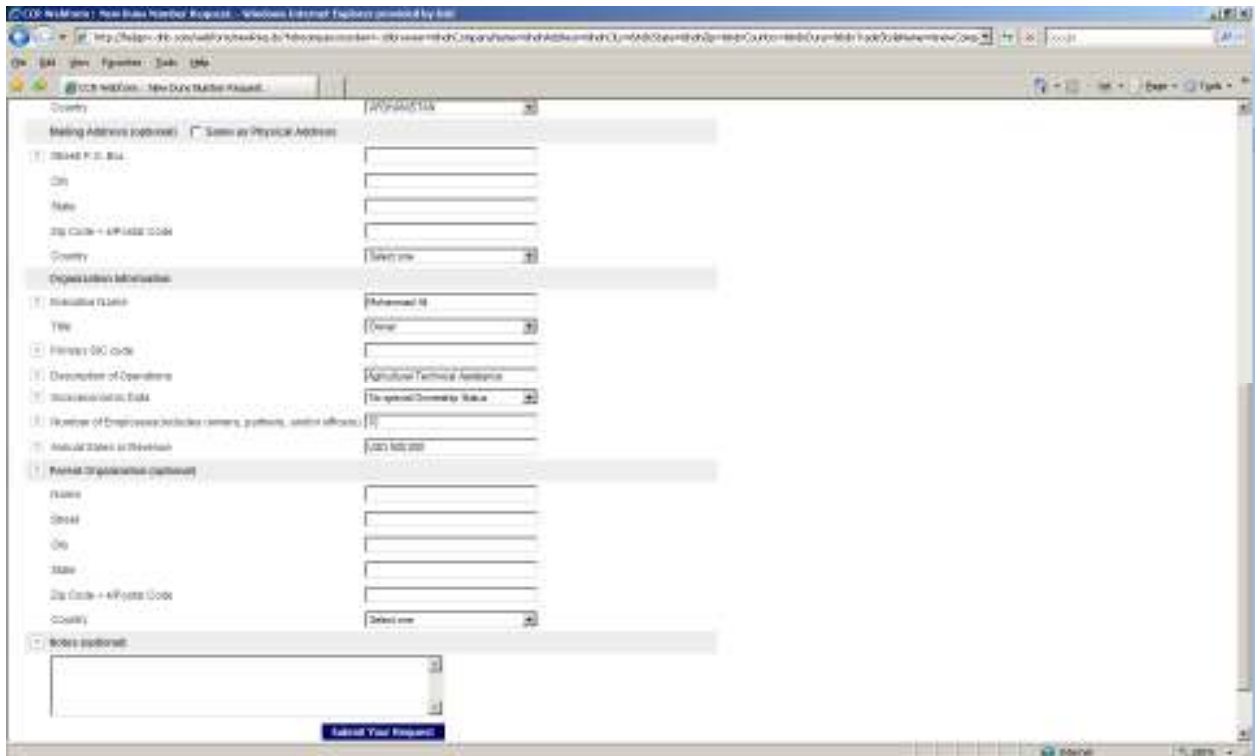 CCR Webform : New Duns Number Request - Windows Internet Explorer provided by
File Edit View Favorites Tools Help
CCR Webform : New Duns Number Request
Page Tools
Country AFGHANISTAN
Mailing Address (optional) Same as Physical Address
Street P.O. Box
City
State
Zip Code + 4/Postal Code
Country Select one
Organization Information
Executive Name Mohammad Ali
Title Owner
Primary SIC code
Description of Operations Agricultural Technical Assistance
Socioeconomic Data No special Ownership Status
Number of Employees (includes owners, partners, and/or officers)
Annual Sales or Revenue USD 500,000
Parent Organization (optional)
Name
Street
City
State
Zip Code + 4/Postal Code
Country Select one
Notes (optional)
Submit Your Request
Internet 100%